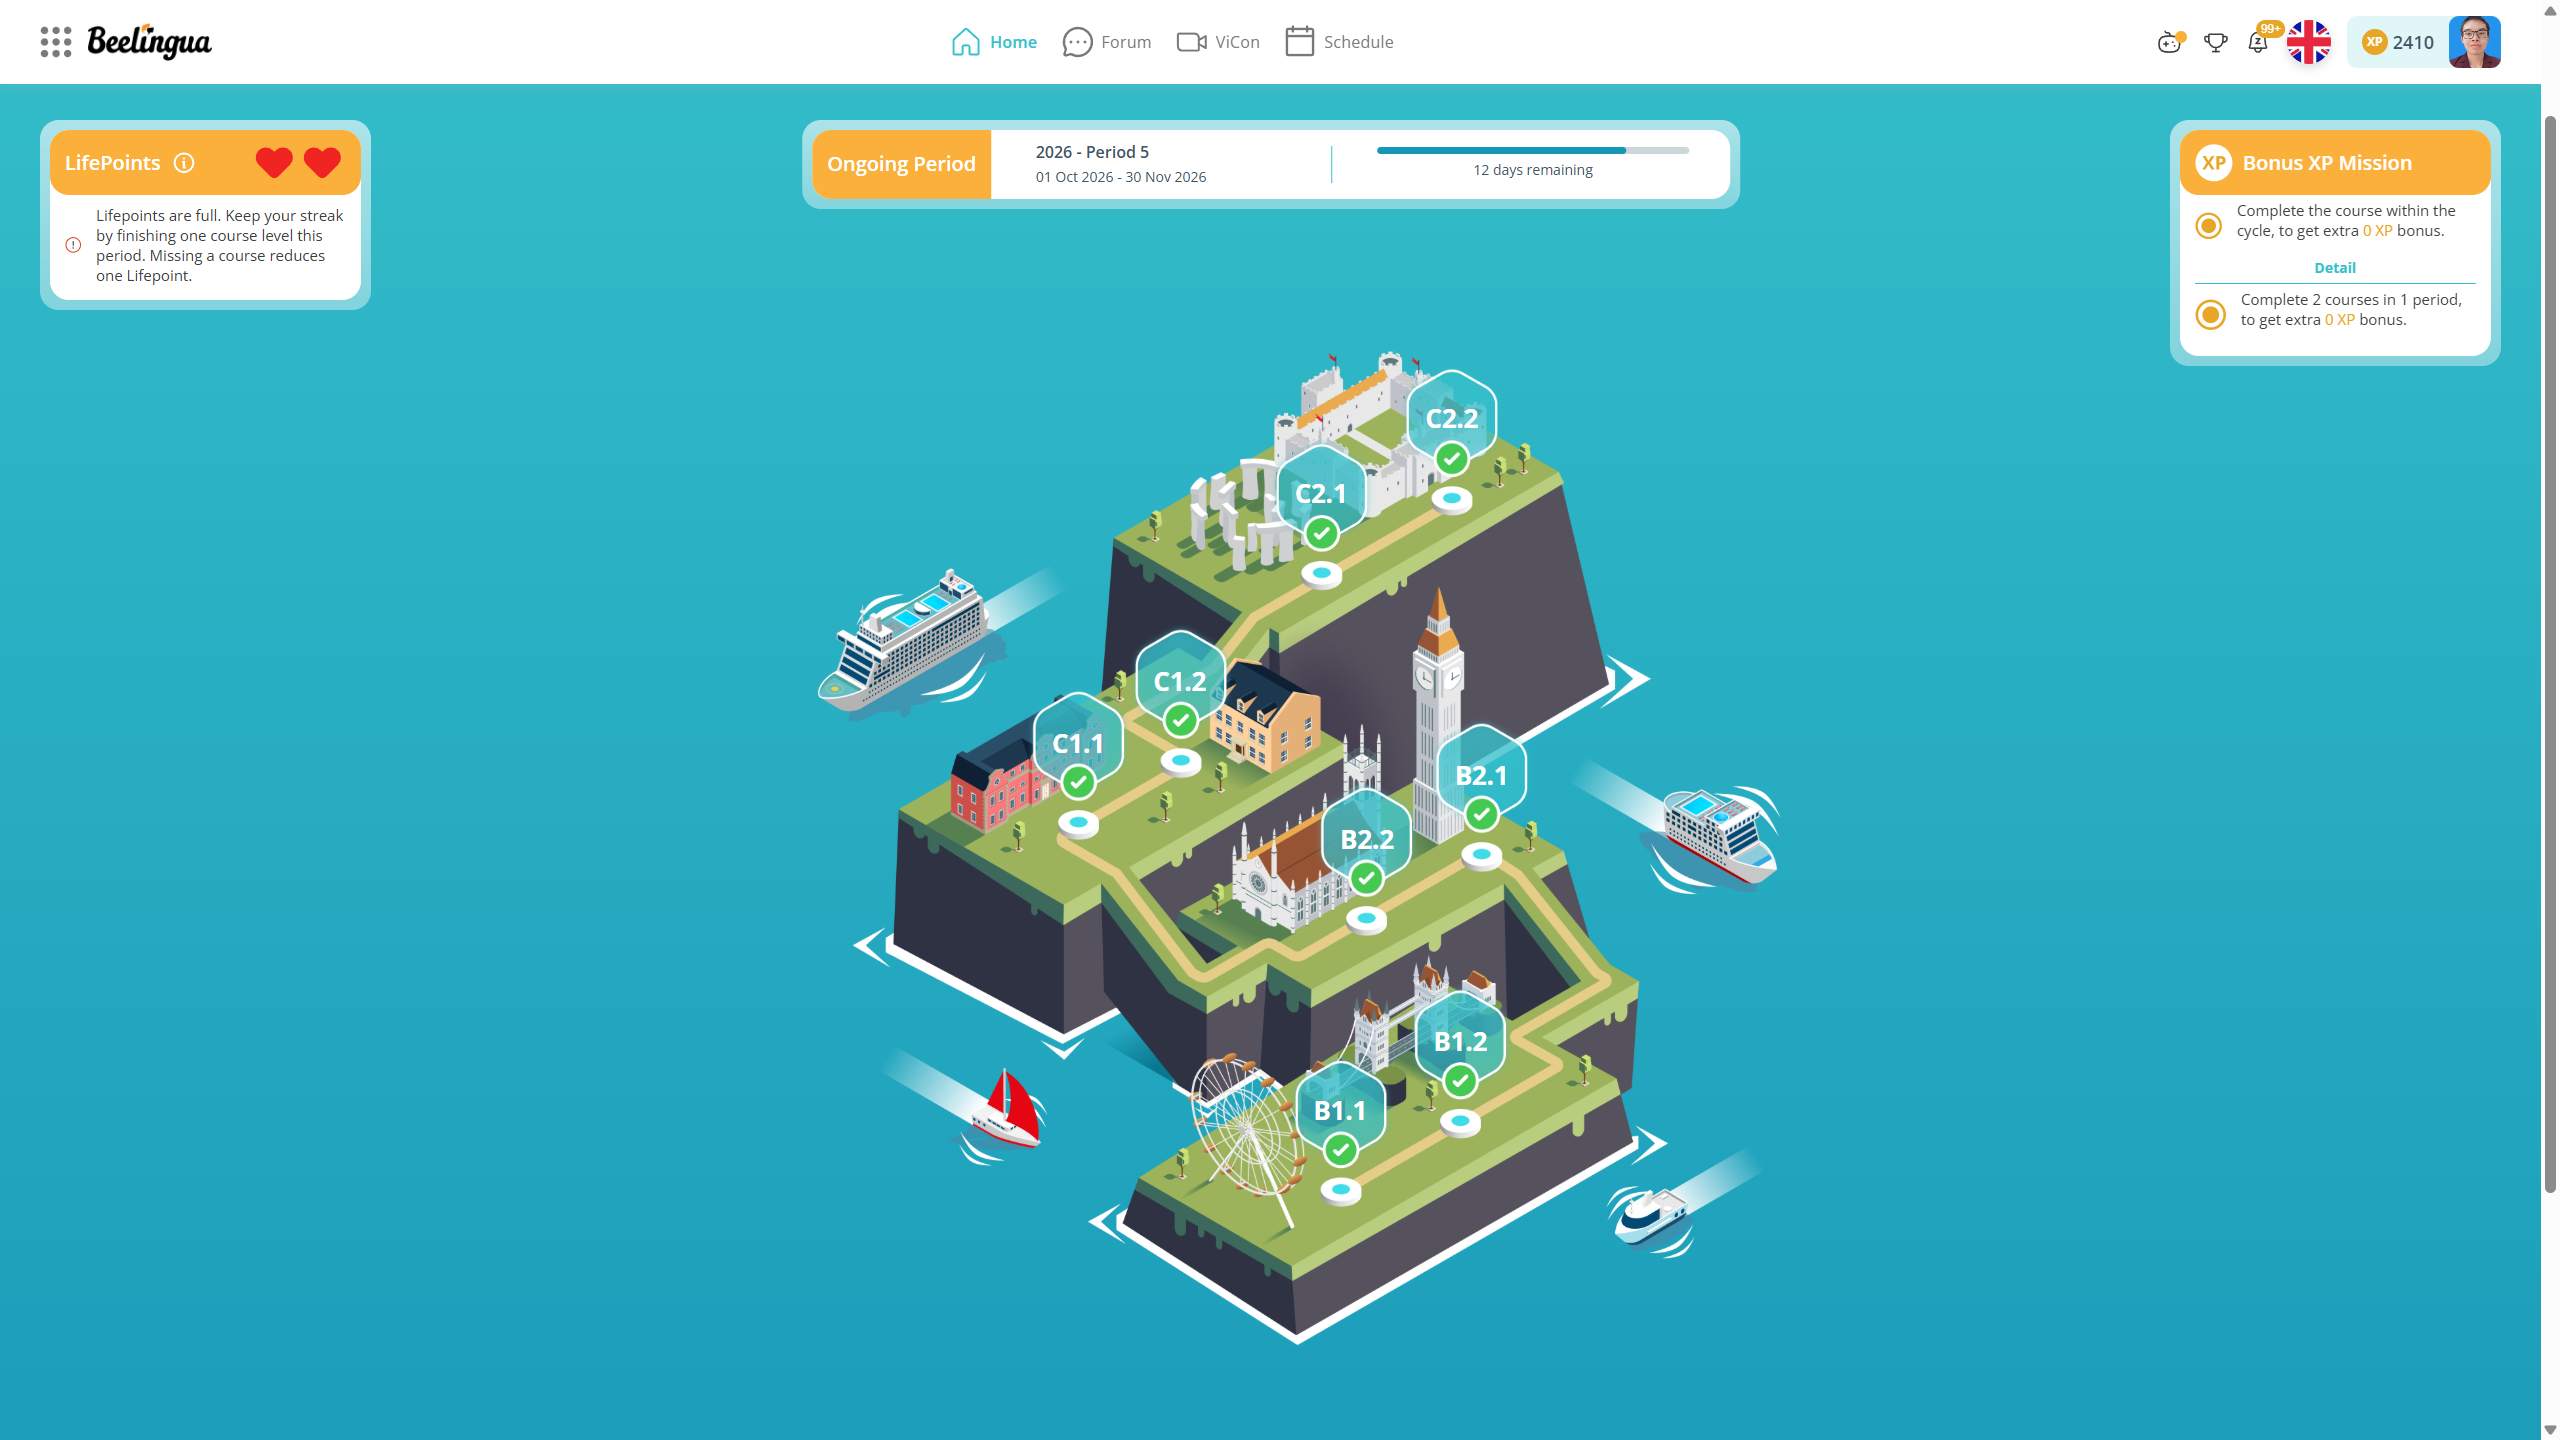 Beelingua
Home
Forum
ViCon
Schedule
99+
XP 2410
LifePoints
Lifepoints are full. Keep your streak
by finishing one course level this
period. Missing a course reduces
one Lifepoint.
Ongoing Period
2026 - Period 5
01 Oct 2026 - 30 Nov 2026
12 days remaining
XP Bonus XP Mission
Complete the course within the
cycle, to get extra 0 XP bonus.
Detail
Complete 2 courses in 1 period,
to get extra 0 XP bonus.
C2.2
C2.1
C1.2
C1.1
B2.1
B2.2
B1.2
B1.1